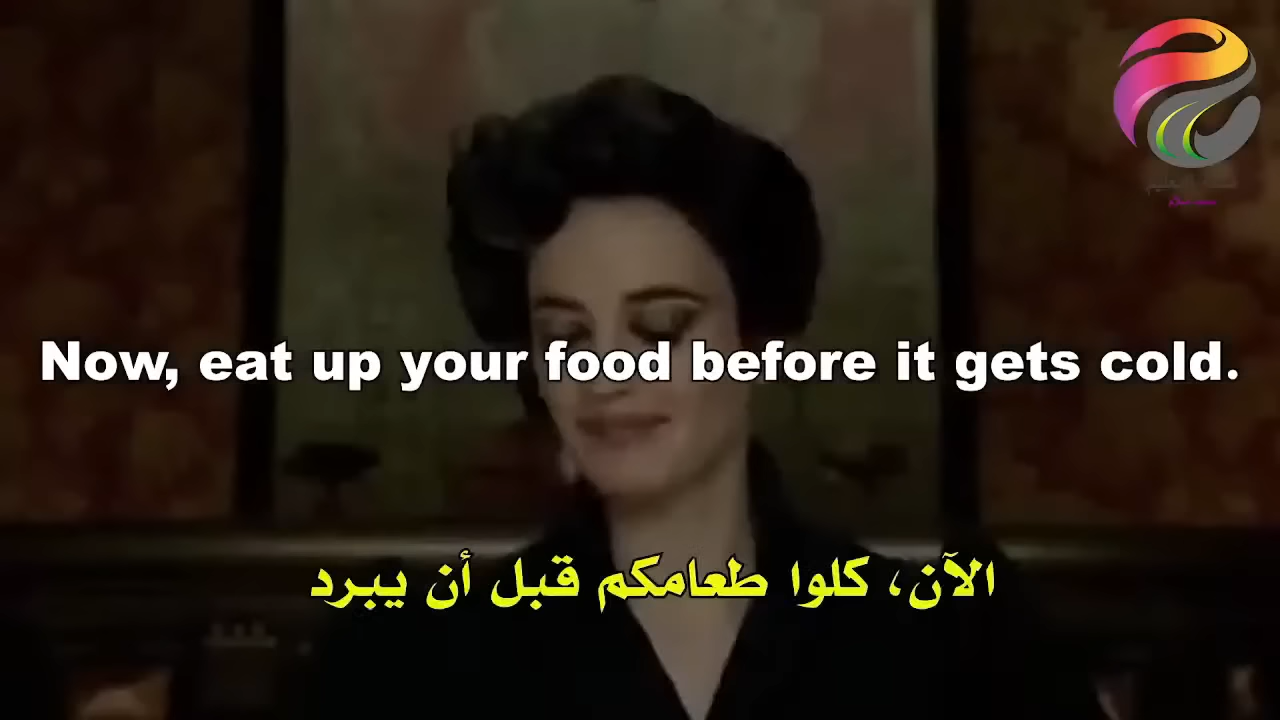 Now, eat up your food before it gets cold.
الآن، كلوا طعامكم قبل أن يبرد